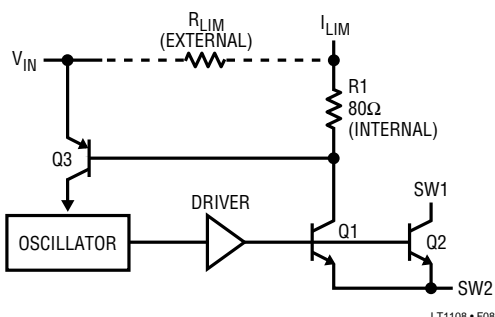 R_LIM
(EXTERNAL)
I_LIM
V_IN
R1
80Ω
(INTERNAL)
Q3
DRIVER
SW1
OSCILLATOR
Q1
Q2
SW2
LT1108 • F08